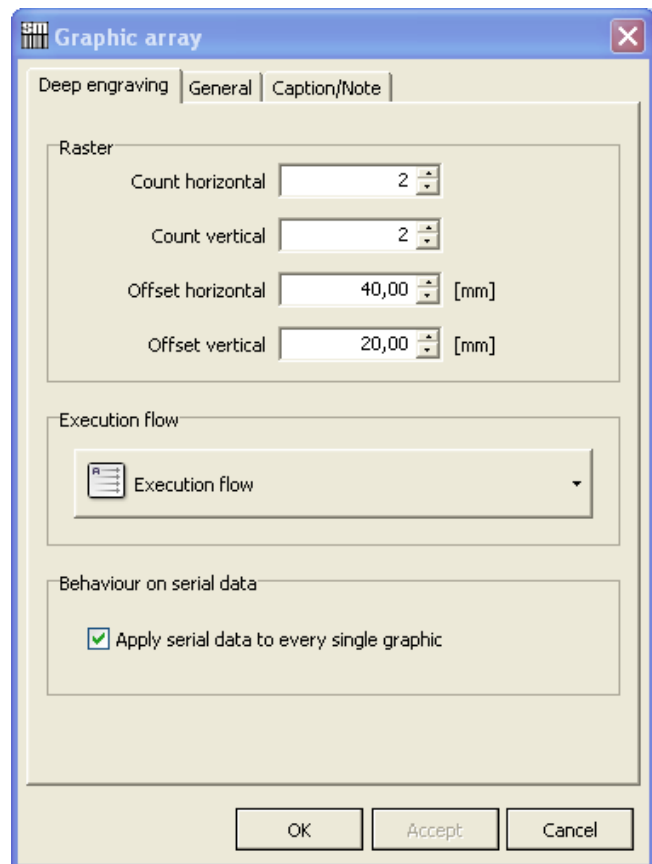 sm
Graphic array
Deep engraving General Caption/Note
Raster
Count horizontal 2
Count vertical 2
Offset horizontal 40,00 [mm]
Offset vertical 20,00 [mm]
Execution flow
Execution flow
Behaviour on serial data
Apply serial data to every single graphic
OK Accept Cancel